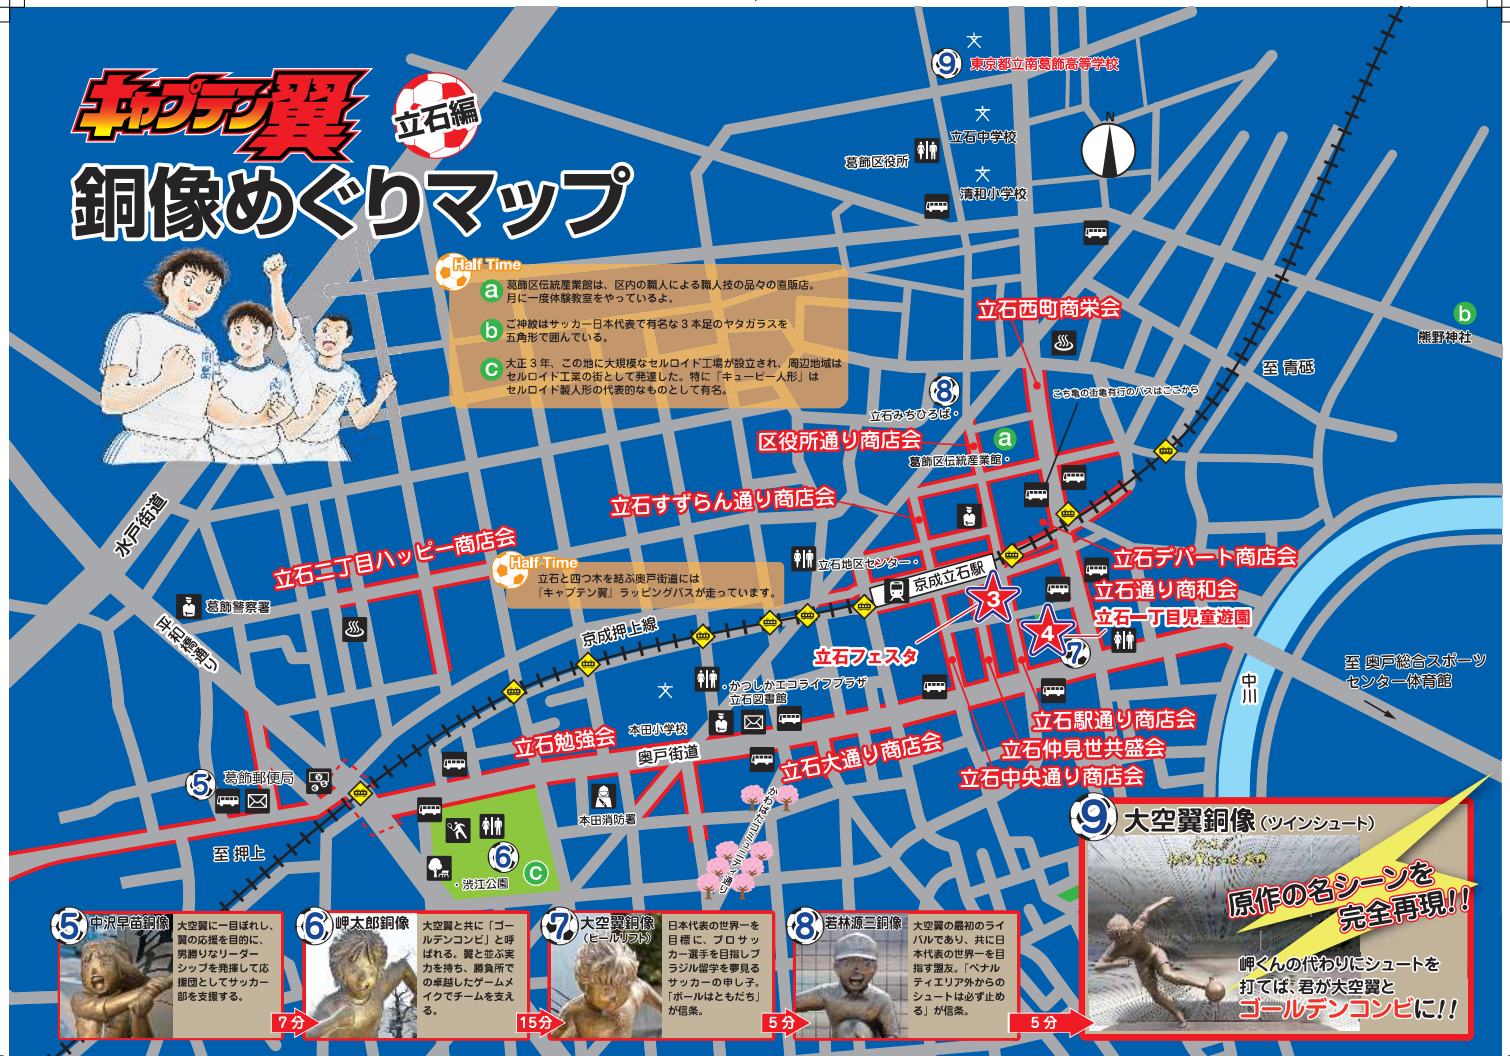 キャプテン翼
立石編
銅像めぐりマップ
Half Time
a 葛飾区伝統産業館は、区内の職人による職人技の品々の直販店。
月に一度体験教室をやっているよ。
b ご神紋はサッカー日本代表で有名な3本足のヤタガラスを
五角形で囲んでいる。
c 大正3年、この地に大規模なセルロイド工場が設立され、周辺地域は
セルロイド工業の街として発達した。特に「キューピー人形」は
セルロイド製人形の代表的なものとして有名。
9
文
東京都立南葛飾高等学校
文
立石中学校
葛飾区役所
文
清和小学校
N
立石西町商栄会
b
熊野神社
至 青砥
こち亀の街亀有行のバスはここから
8
立石みちひろば・
区役所通り商店会
a
葛飾区伝統産業館・
立石すずらん通り商店会
水戸街道
立石二丁目ハッピー商店会
Half Time
立石と四つ木を結ぶ奥戸街道には
『キャプテン翼』ラッピングバスが走っています。
立石地区センター・
京成立石駅
立石デパート商店会
立石通り商和会
立石一丁目児童遊園
3
4
7
葛飾警察署
平和橋通り
京成押上線
立石フェスタ
至 奥戸総合スポーツ
センター体育館
中川
文
・かつしかエコライフプラザ
立石図書館
本田小学校
立石勉強会
奥戸街道
立石大通り商店会
立石駅通り商店会
立石仲見世共盛会
立石中央通り商店会
5
葛飾郵便局
至 押上
本田消防署
かわばたコミュニティ通り
6
・渋江公園
c
5 中沢早苗銅像
大空翼に一目ぼれし、
翼の応援を目的に、
男勝りなリーダー
シップを発揮して応
援団としてサッカー
部を支援する。
7分
6 岬太郎銅像
大空翼と共に「ゴー
ルデンコンビ」と呼
ばれる。翼と並ぶ実
力を持ち、勝負所で
の卓越したゲームメ
イクでチームを支え
る。
15分
7 大空翼銅像
（ヒールリフト）
日本代表の世界一を
目標に、プロサッ
カー選手を目指しブ
ラジル留学を夢見る
サッカーの申し子。
「ボールはともだち」
が信条。
5分
8 若林源三銅像
大空翼の最初のライ
バルであり、共に日
本代表の世界一を目
指す盟友。「ペナル
ティエリア外からの
シュートは必ず止め
る」が信条。
5分
9 大空翼銅像（ツインシュート）
原作の名シーンを
完全再現!!
岬くんの代わりにシュートを
打てば、君が大空翼と
ゴールデンコンビに!!